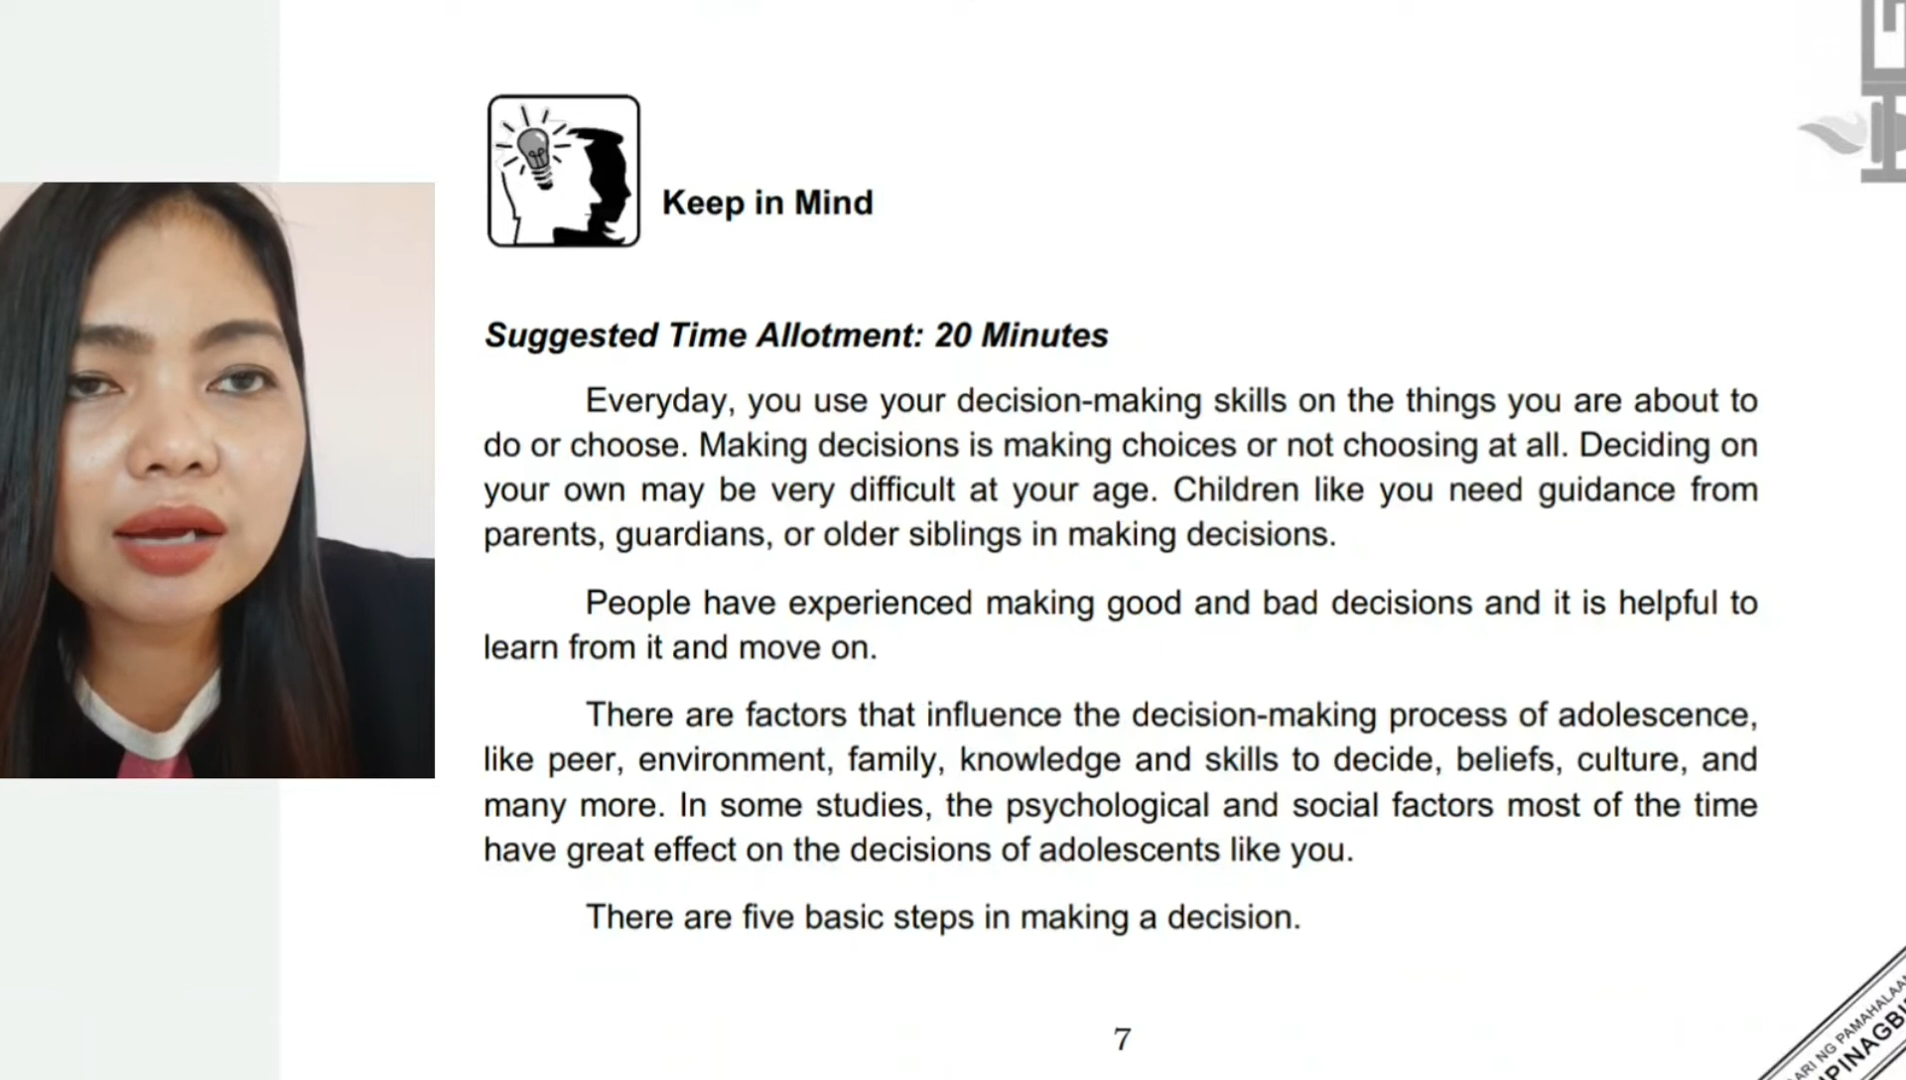 Keep in Mind
Suggested Time Allotment: 20 Minutes
Everyday, you use your decision-making skills on the things you are about to
do or choose. Making decisions is making choices or not choosing at all. Deciding on
your own may be very difficult at your age. Children like you need guidance from
parents, guardians, or older siblings in making decisions.
People have experienced making good and bad decisions and it is helpful to
learn from it and move on.
There are factors that influence the decision-making process of adolescence,
like peer, environment, family, knowledge and skills to decide, beliefs, culture, and
many more. In some studies, the psychological and social factors most of the time
have great effect on the decisions of adolescents like you.
There are five basic steps in making a decision.
7